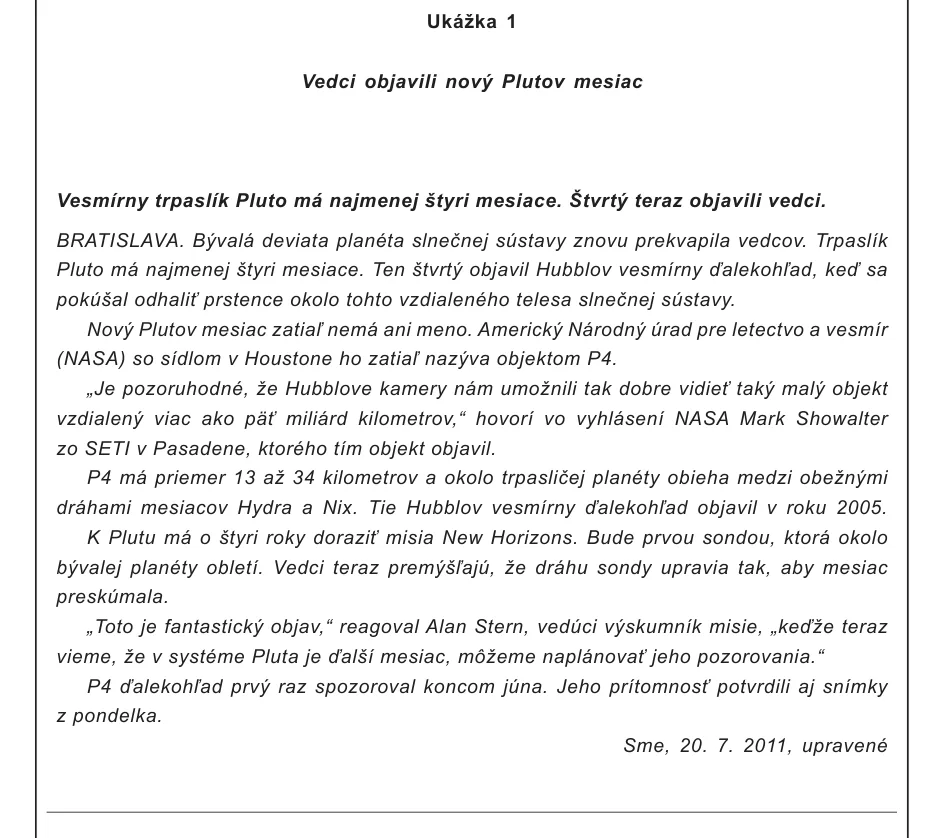 Ukážka 1
Vedci objavili nový Plutov mesiac
Vesmírny trpaslík Pluto má najmenej štyri mesiace. Štvrtý teraz objavili vedci.
BRATISLAVA. Bývalá deviata planéta slnečnej sústavy znovu prekvapila vedcov. Trpaslík
Pluto má najmenej štyri mesiace. Ten štvrtý objavil Hubblov vesmírny ďalekohľad, keď sa
pokúšal odhaliť prstence okolo tohto vzdialeného telesa slnečnej sústavy.
Nový Plutov mesiac zatiaľ nemá ani meno. Americký Národný úrad pre letectvo a vesmír
(NASA) so sídlom v Houstone ho zatiaľ nazýva objektom P4.
„Je pozoruhodné, že Hubblove kamery nám umožnili tak dobre vidieť taký malý objekt
vzdialený viac ako päť miliárd kilometrov,“ hovorí vo vyhlásení NASA Mark Showalter
zo SETI v Pasadene, ktorého tím objekt objavil.
P4 má priemer 13 až 34 kilometrov a okolo trpasličej planéty obieha medzi obežnými
dráhami mesiacov Hydra a Nix. Tie Hubblov vesmírny ďalekohľad objavil v roku 2005.
K Plutu má o štyri roky doraziť misia New Horizons. Bude prvou sondou, ktorá okolo
bývalej planéty obletí. Vedci teraz premýšľajú, že dráhu sondy upravia tak, aby mesiac
preskúmala.
„Toto je fantastický objav,“ reagoval Alan Stern, vedúci výskumník misie, „keďže teraz
vieme, že v systéme Pluta je ďalší mesiac, môžeme naplánovať jeho pozorovania.“
P4 ďalekohľad prvý raz spozoroval koncom júna. Jeho prítomnosť potvrdili aj snímky
z pondelka.
Sme, 20. 7. 2011, upravené